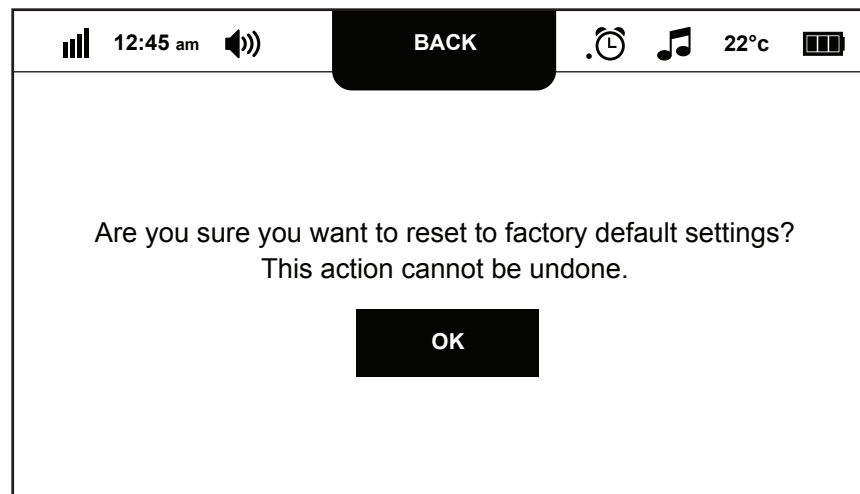 12:45 am BACK 22°c
Are you sure you want to reset to factory default settings?
This action cannot be undone.
OK